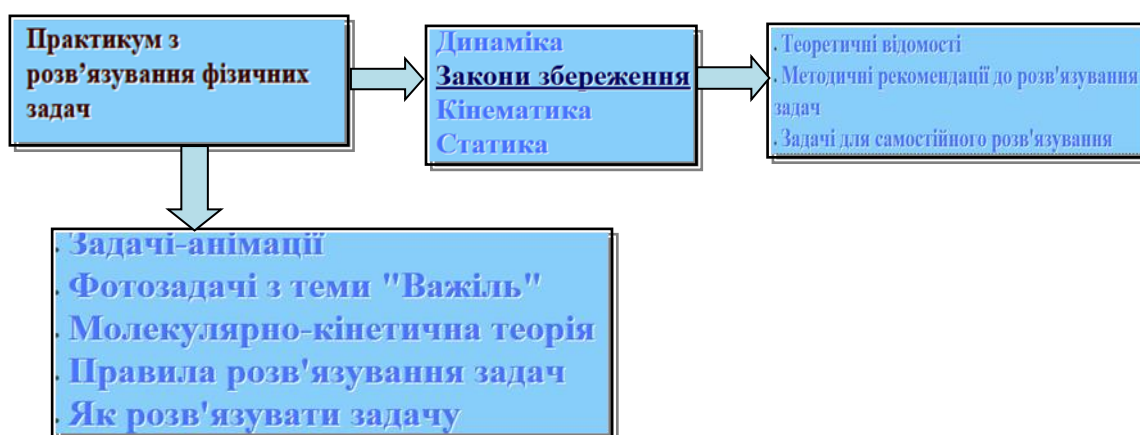 Практикум з
розв’язування фізичних
задач
Динаміка
Закони збереження
Кінематика
Статика
. Теоретичні відомості
. Методичні рекомендації до розв'язування
задач
. Задачі для самостійного розв'язування
. Задачі-анімації
. Фотозадачі з теми "Важіль"
. Молекулярно-кінетична теорія
. Правила розв'язування задач
. Як розв'язувати задачу